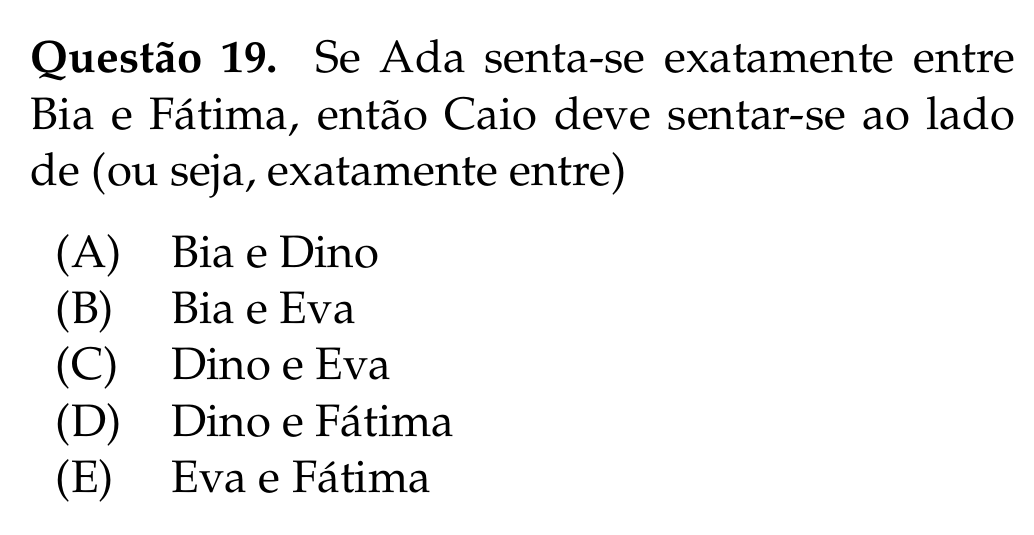 Questão 19. Se Ada senta-se exatamente entre
Bia e Fátima, então Caio deve sentar-se ao lado
de (ou seja, exatamente entre)
(A) Bia e Dino
(B) Bia e Eva
(C) Dino e Eva
(D) Dino e Fátima
(E) Eva e Fátima